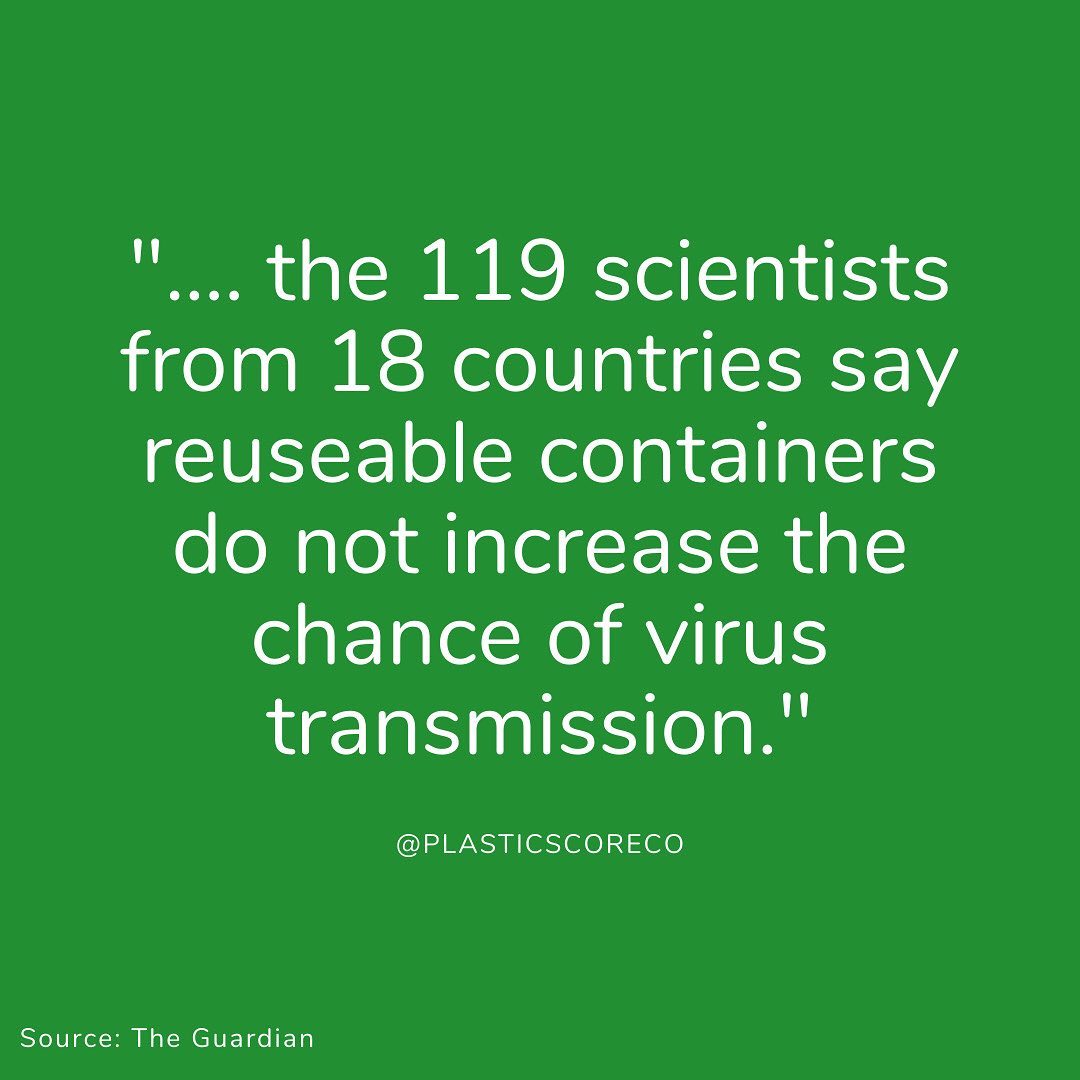 ".... the 119 scientists
from 18 countries say
reuseable containers
do not increase the
chance of virus
transmission."
@PLASTICSCORECO
Source: The Guardian